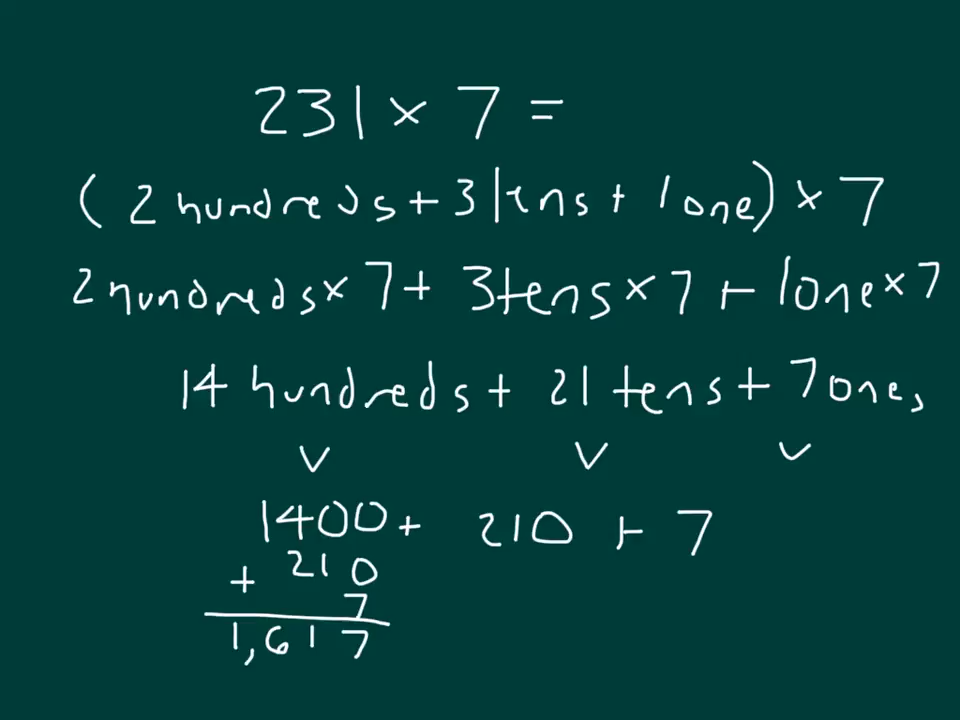 231 × 7 =
(2 hundreds + 3 tens + 1 one) × 7
2 hundreds × 7 + 3 tens × 7 + 1 one × 7
14 hundreds + 21 tens + 7 ones
v v v
1400 + 210 + 7
+ 210
7
1,617